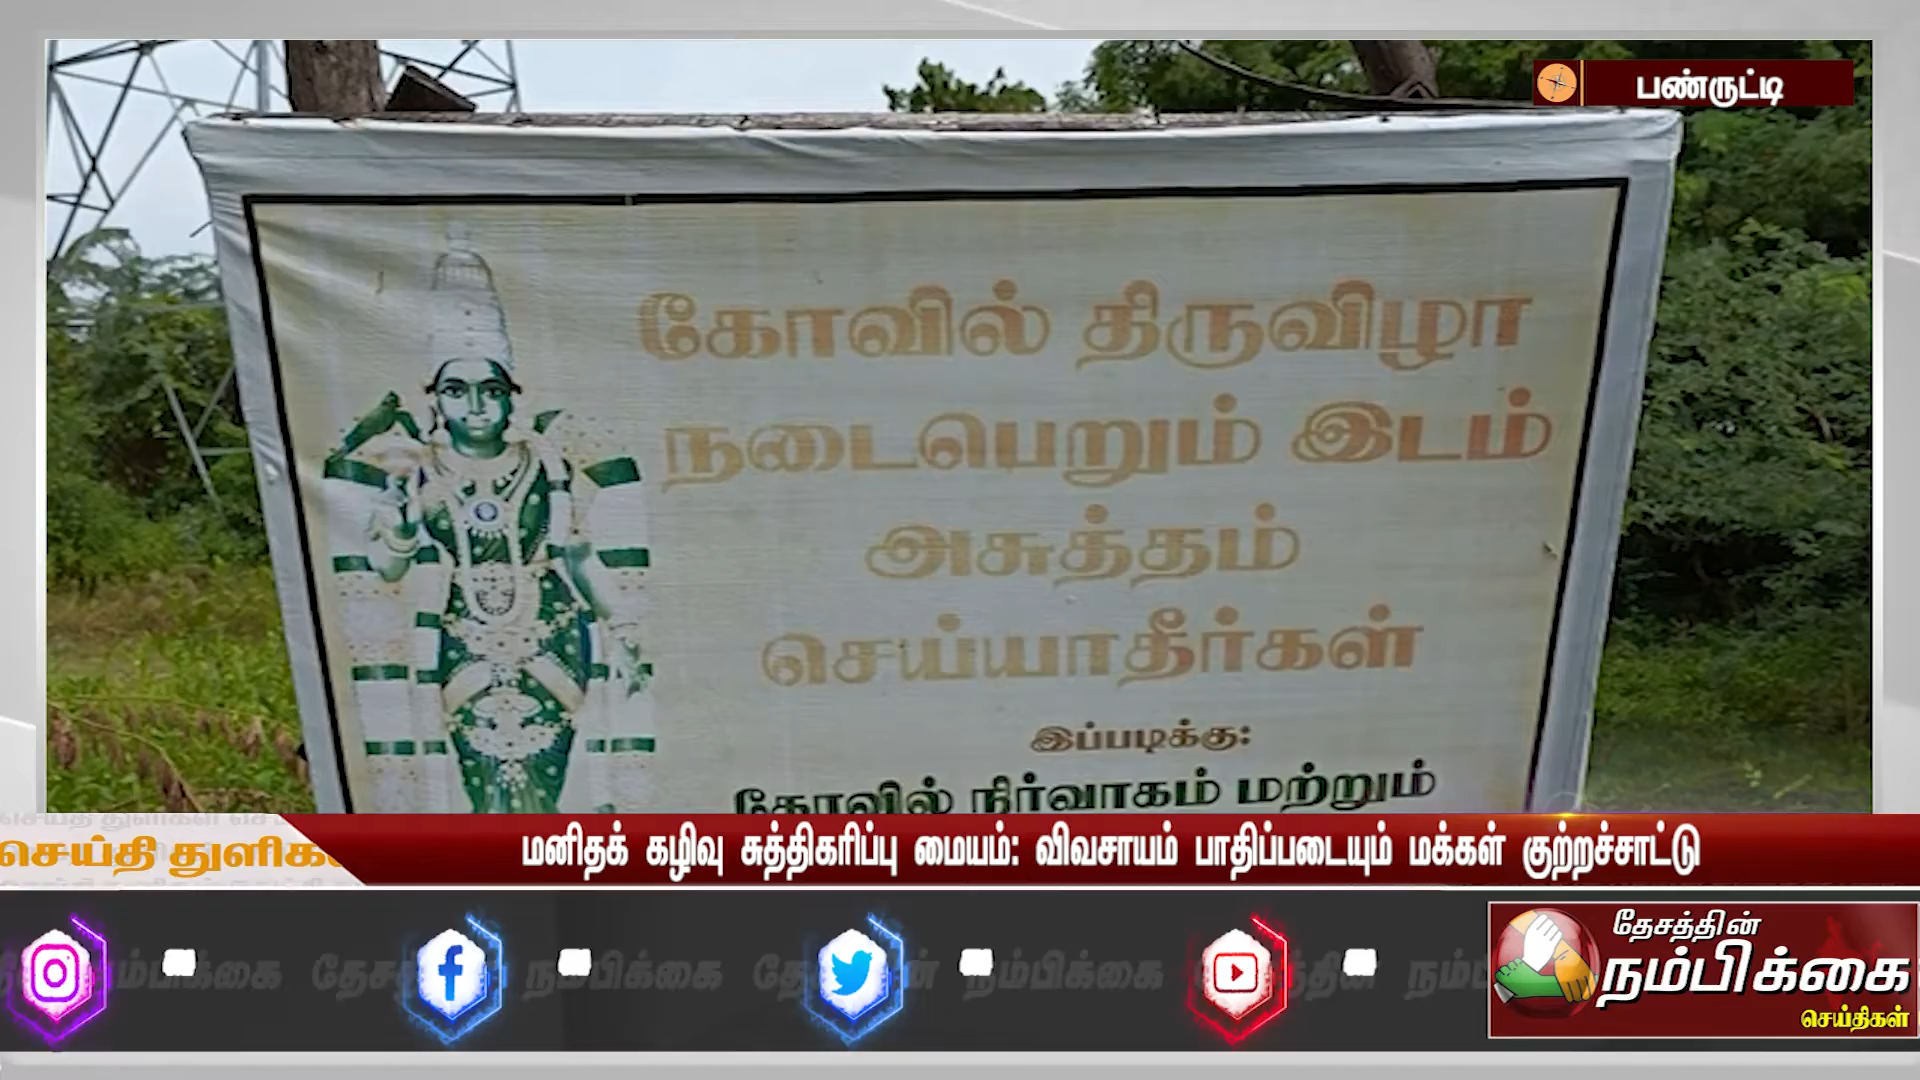 பண்ருட்டி
கோவில் திருவிழா
நடைபெறும் இடம்
அசுத்தம்
செய்யாதீர்கள்
இப்படிக்கு:
கோவில் நிர்வாகம் மற்றும்
செய்தி துளிகள்
மனிதக் கழிவு சுத்திகரிப்பு மையம்: விவசாயம் பாதிப்படையும் மக்கள் குற்றச்சாட்டு
தேசத்தின்
நம்பிக்கை
செய்திகள்